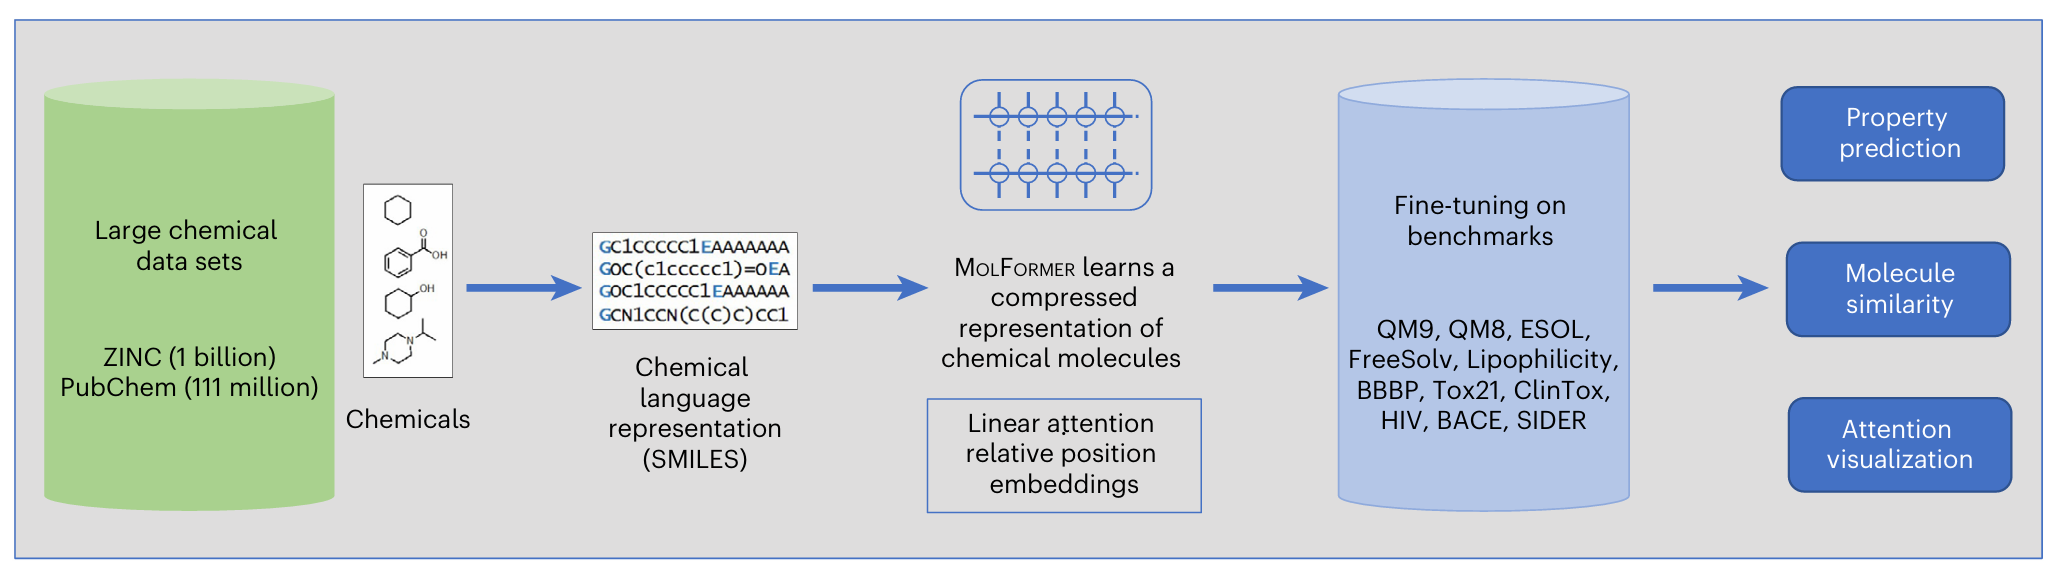 Large chemical
data sets
ZINC (1 billion)
PubChem (111 million)
O
OH
OH
N
N
Chemicals
GC1CCCCC1EAAAAAAA
GOC(c1ccccc1)=OEA
GOC1CCCCC1EAAAAAA
GCN1CCN(C(C)C)CC1
Chemical
language
representation
(SMILES)
MOLFORMER learns a
compressed
representation of
chemical molecules
Linear attention
relative position
embeddings
Fine-tuning on
benchmarks
QM9, QM8, ESOL,
FreeSolv, Lipophilicity,
BBBP, Tox21, ClinTox,
HIV, BACE, SIDER
Property
prediction
Molecule
similarity
Attention
visualization